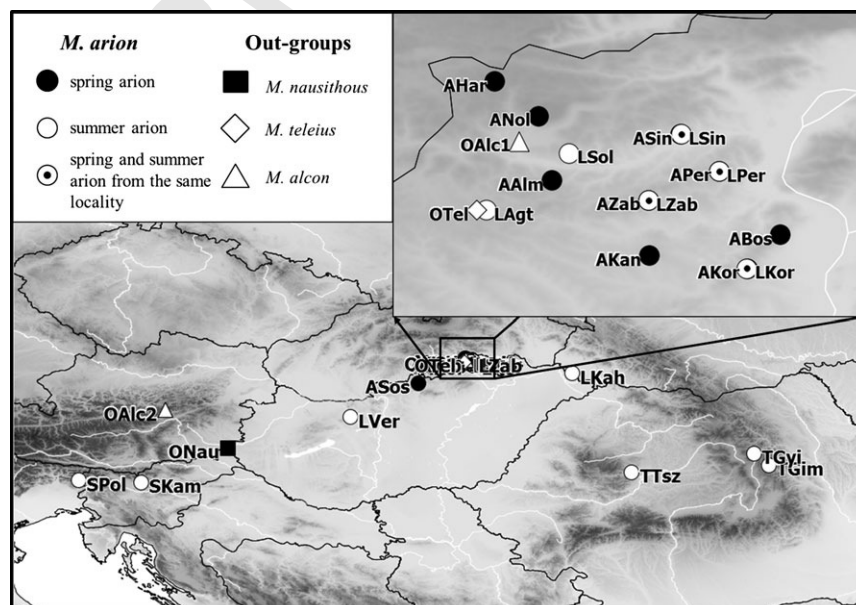 M. arion
Out-groups
spring arion
M. nausithous
summer arion
M. teleius
spring and summer
arion from the same
locality
M. alcon
AHar
ANol
OAlc1
LSol
ASin LSin
AAlm
APer LPer
OTel LAgt
AZab LZab
ABos
AKan
AKor LKor
LZab
ASos
LKah
OAlc2
LVer
ONau
TGyi
TGim
TTsz
SPol
SKam